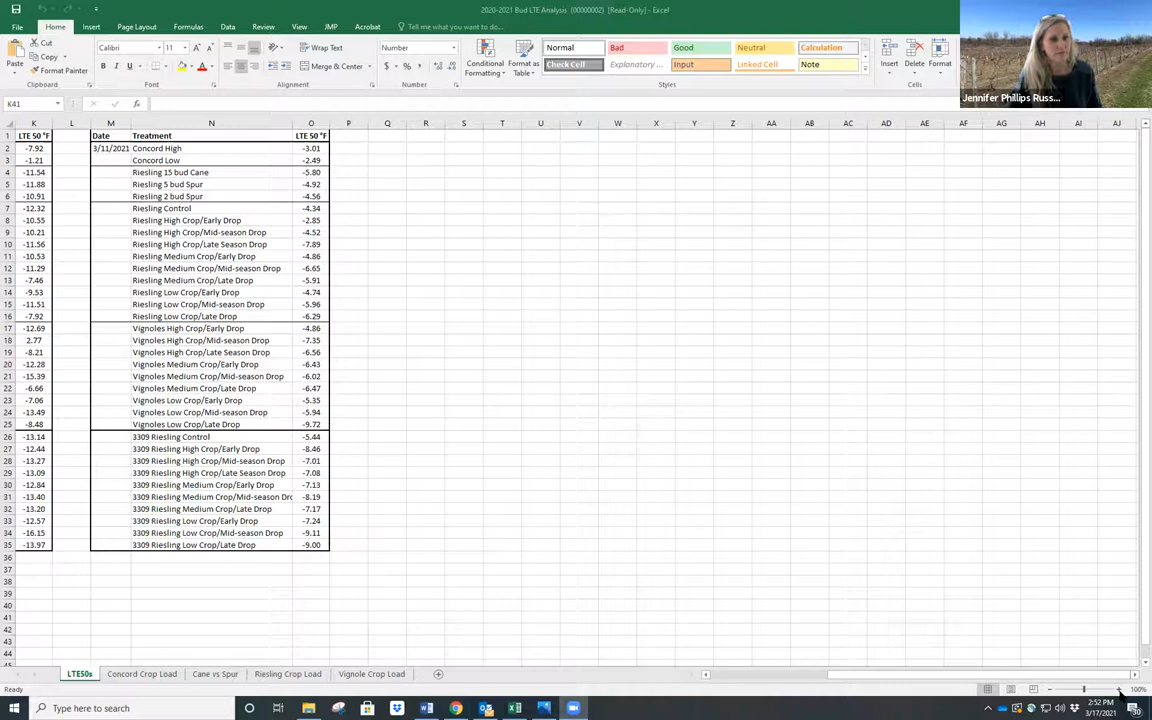 2020-2021 Bud LTE Analysis (00000002) [Read-Only] - Excel
File Home Insert Page Layout Formulas Data Review View JMP Acrobat Tell me what you want to do...
Cut
Copy
Format Painter
Paste
Clipboard
Calibri 11
B I U
Font
Wrap Text
Merge & Center
Alignment
Number
$ % ,
Number
Conditional Formatting
Format as Table
Normal Bad Good Neutral Calculation
Check Cell Explanatory ... Input Linked Cell Note
Styles
Insert Delete Format
Cells
Jennifer Phillips Russ...
K41 fx
K L M N O P Q R S T U V W X Y Z AA AB AC AD AE AF AG AH AI AJ
1 LTE 50 °F Date Treatment LTE 50 °F
2 -7.92 3/11/2021 Concord High -3.01
3 -1.21 Concord Low -2.49
4 -11.54 Riesling 15 bud Cane -5.80
5 -11.88 Riesling 5 bud Spur -4.92
6 -10.91 Riesling 2 bud Spur -4.56
7 -12.32 Riesling Control -4.34
8 -10.55 Riesling High Crop/Early Drop -2.85
9 -10.21 Riesling High Crop/Mid-season Drop -4.52
10 -11.56 Riesling High Crop/Late Season Drop -7.89
11 -10.53 Riesling Medium Crop/Early Drop -4.86
12 -11.29 Riesling Medium Crop/Mid-season Drop -6.65
13 -7.46 Riesling Medium Crop/Late Drop -5.91
14 -9.53 Riesling Low Crop/Early Drop -4.74
15 -11.51 Riesling Low Crop/Mid-season Drop -5.96
16 -7.92 Riesling Low Crop/Late Drop -6.29
17 -12.69 Vignoles High Crop/Early Drop -4.86
18 2.77 Vignoles High Crop/Mid-season Drop -7.35
19 -8.21 Vignoles High Crop/Late Season Drop -6.56
20 -12.28 Vignoles Medium Crop/Early Drop -6.43
21 -15.39 Vignoles Medium Crop/Mid-season Drop -6.02
22 -6.66 Vignoles Medium Crop/Late Drop -6.47
23 -7.06 Vignoles Low Crop/Early Drop -5.35
24 -13.49 Vignoles Low Crop/Mid-season Drop -5.94
25 -8.48 Vignoles Low Crop/Late Drop -9.72
26 -13.14 3309 Riesling Control -5.44
27 -12.44 3309 Riesling High Crop/Early Drop -8.46
28 -13.27 3309 Riesling High Crop/Mid-season Drop -7.01
29 -13.09 3309 Riesling High Crop/Late Season Drop -7.08
30 -12.84 3309 Riesling Medium Crop/Early Drop -7.13
31 -13.40 3309 Riesling Medium Crop/Mid-season Dro -8.19
32 -13.20 3309 Riesling Medium Crop/Late Drop -7.17
33 -12.57 3309 Riesling Low Crop/Early Drop -7.24
34 -16.15 3309 Riesling Low Crop/Mid-season Drop -9.11
35 -13.97 3309 Riesling Low Crop/Late Drop -9.00
36
37
38
39
40
41
42
43
44
LTE50s Concord Crop Load Cane vs Spur Riesling Crop Load Vignole Crop Load
Ready 100%
Type here to search
2:52 PM
3/17/2021
30